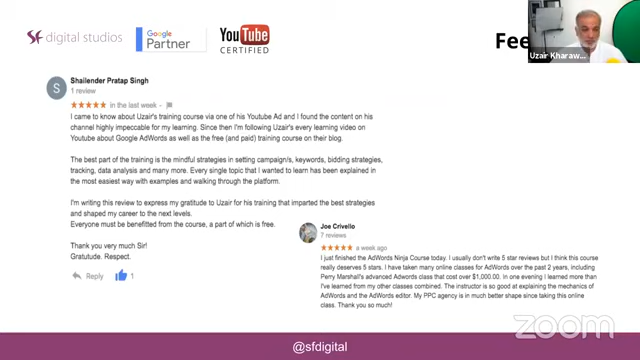 SF digital studios
Google
Partner
YouTube
CERTIFIED
Fee
Uzair Kharaw...
S
Shailender Pratap Singh
1 review
in the last week -
I came to know about Uzair's training course via one of his Youtube Ad and I found the content on his
channel highly impeccable for my learning. Since then I'm following Uzair's every learning video on
Youtube about Google AdWords as well as the free (and paid) training course on their blog.
The best part of the training is the mindful strategies in setting campaign/s, keywords, bidding strategies,
tracking, data analysis and many more. Every single topic that I wanted to learn has been explained in
the most easiest way with examples and walking through the platform.
I'm writing this review to express my gratitude to Uzair for his training that imparted the best strategies
and shaped my career to the next levels.
Everyone must be benefitted from the course, a part of which is free.
Thank you very much Sir!
Gratutude. Respect.
Reply 1
Joe Crivello
7 reviews
a week ago
I just finished the AdWords Ninja Course today. I usually don't write 5 star reviews but I think this course
really deserves 5 stars. I have taken many online classes for AdWords over the past 2 years, including
Perry Marshall's advanced Adwords class that cost over $1,000.00. In one evening I learned more than
I've learned from my other classes combined. The instructor is so good at explaining the mechanics of
AdWords and the AdWords editor. My PPC agency is in much better shape since taking this online
class. Thank you so much!
zoom
@sfdigital